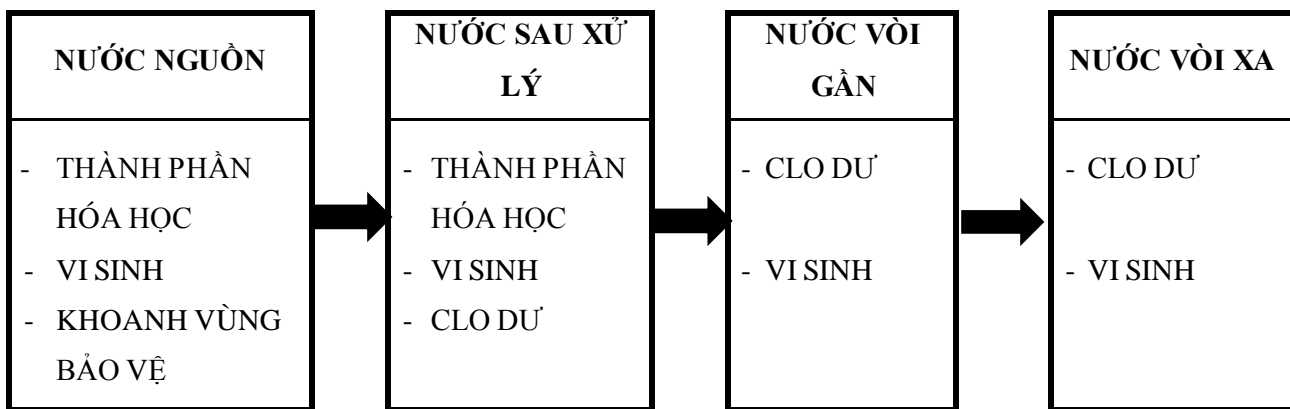 NƯỚC NGUỒN
- THÀNH PHẦN
HÓA HỌC
- VI SINH
- KHOANH VÙNG
BẢO VỆ
NƯỚC SAU XỬ
LÝ
- THÀNH PHẦN
HÓA HỌC
- VI SINH
- CLO DƯ
NƯỚC VÒI
GẦN
- CLO DƯ
- VI SINH
NƯỚC VÒI XA
- CLO DƯ
- VI SINH